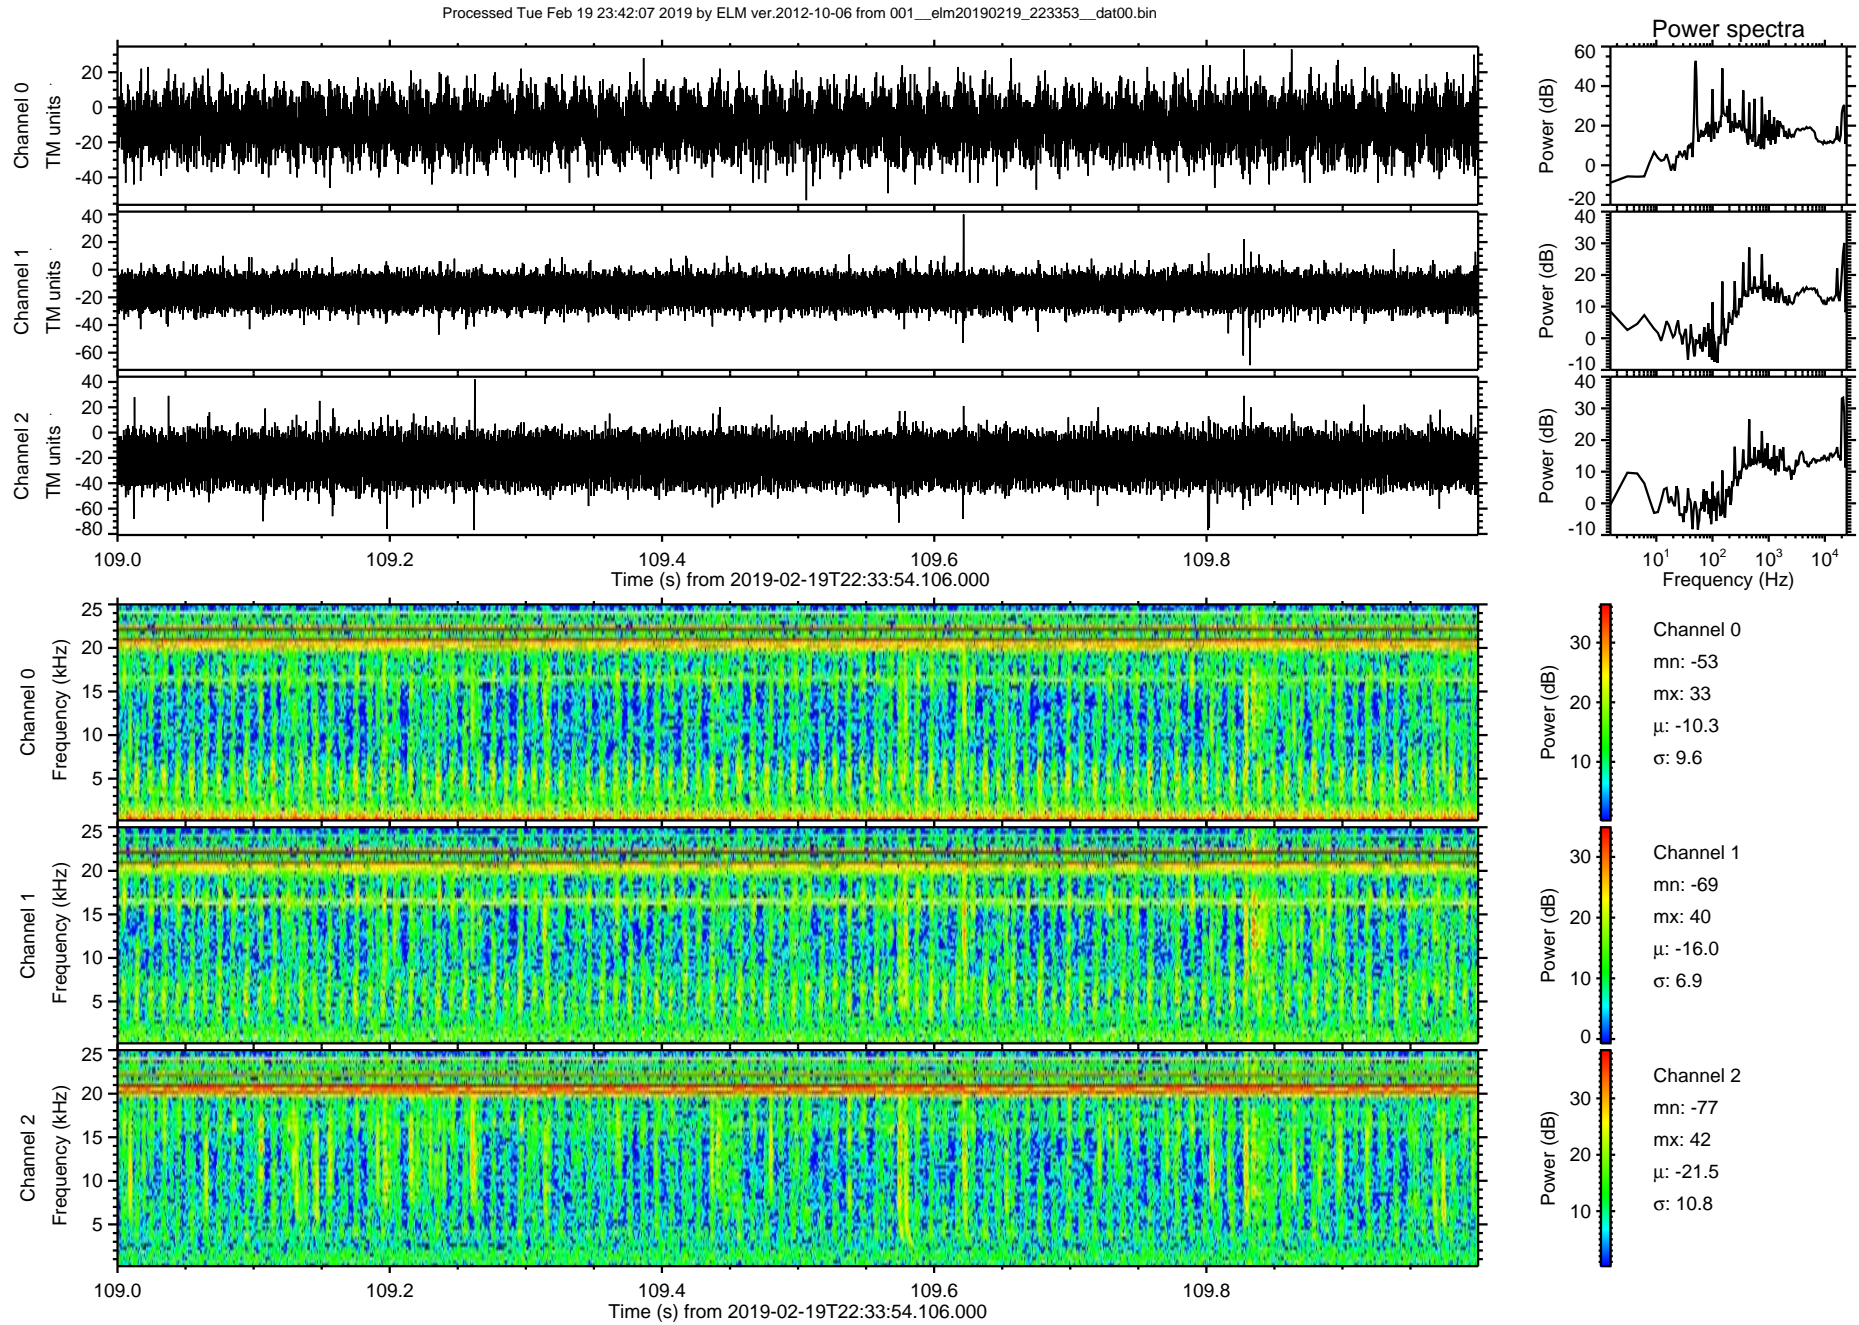 Processed Tue Feb 19 23:42:07 2019 by ELM ver.2012-10-06 from 001__elm20190219_223353__dat00.bin
Power spectra
Channel 0
TM units
20
0
-20
-40
Power (dB)
60
40
20
0
-20
Channel 1
TM units
40
20
0
-20
-40
-60
Power (dB)
40
30
20
10
0
-10
Channel 2
TM units
40
20
0
-20
-40
-60
-80
Power (dB)
40
30
20
10
0
-10
109.0 109.2 109.4 109.6 109.8
Time (s) from 2019-02-19T22:33:54.106.000
10¹ 10² 10³ 10⁴
Frequency (Hz)
Channel 0
Frequency (kHz)
25
20
15
10
5
Power (dB)
30
20
10
Channel 0
mn: -53
mx: 33
µ: -10.3
σ: 9.6
Channel 1
Frequency (kHz)
25
20
15
10
5
Power (dB)
30
20
10
0
Channel 1
mn: -69
mx: 40
µ: -16.0
σ: 6.9
Channel 2
Frequency (kHz)
25
20
15
10
5
Power (dB)
30
20
10
Channel 2
mn: -77
mx: 42
µ: -21.5
σ: 10.8
109.0 109.2 109.4 109.6 109.8
Time (s) from 2019-02-19T22:33:54.106.000